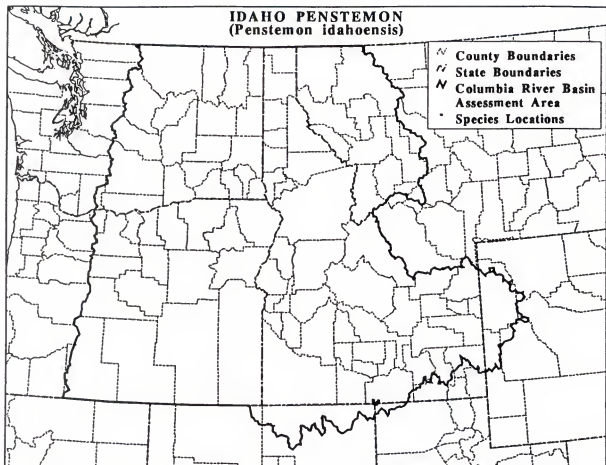 IDAHO PENSTEMON
(Penstemon idahoensis)
County Boundaries
State Boundaries
Columbia River Basin
Assessment Area
Species Locations